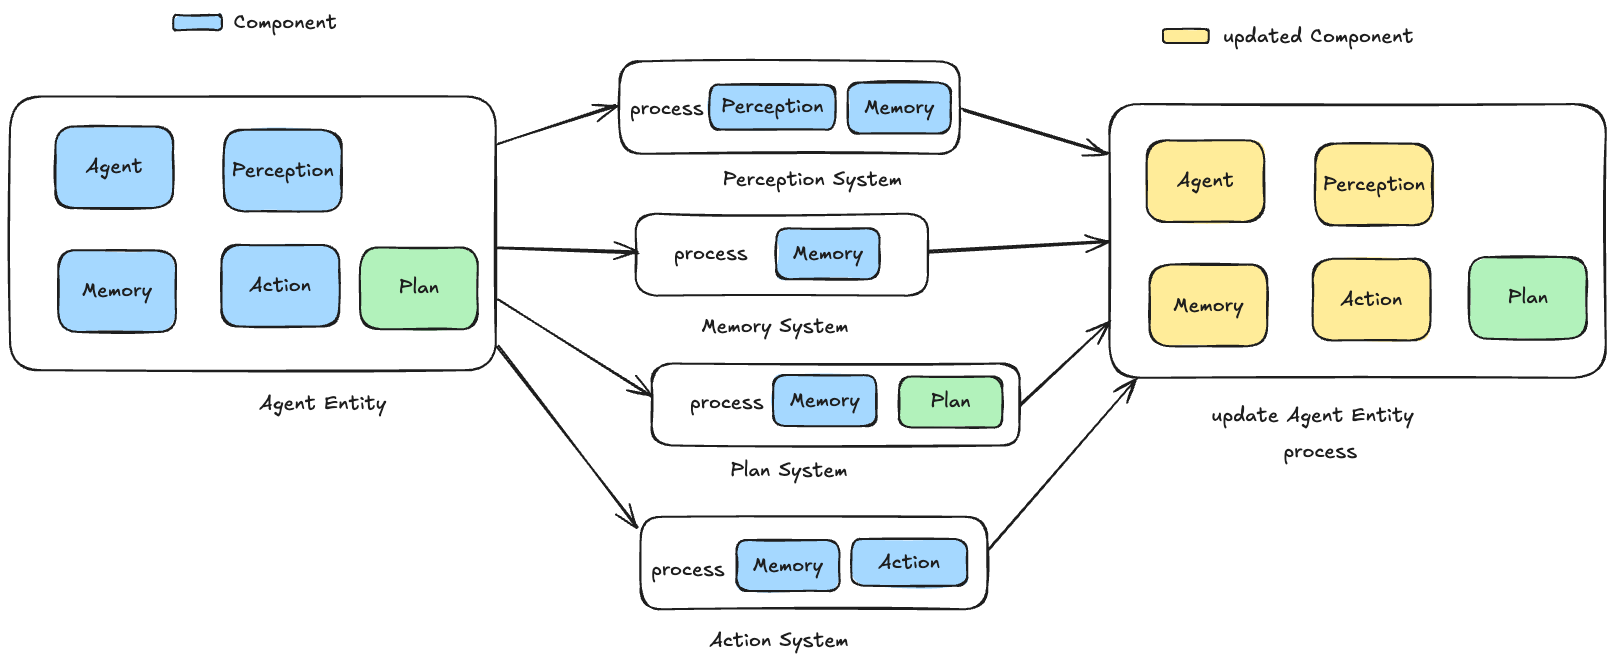 Component
updated Component
Agent
Perception
Memory
Action
Plan
Agent Entity
process Perception Memory
Perception System
process Memory
Memory System
process Memory Plan
Plan System
process Memory Action
Action System
Agent
Perception
Memory
Action
Plan
update Agent Entity
process